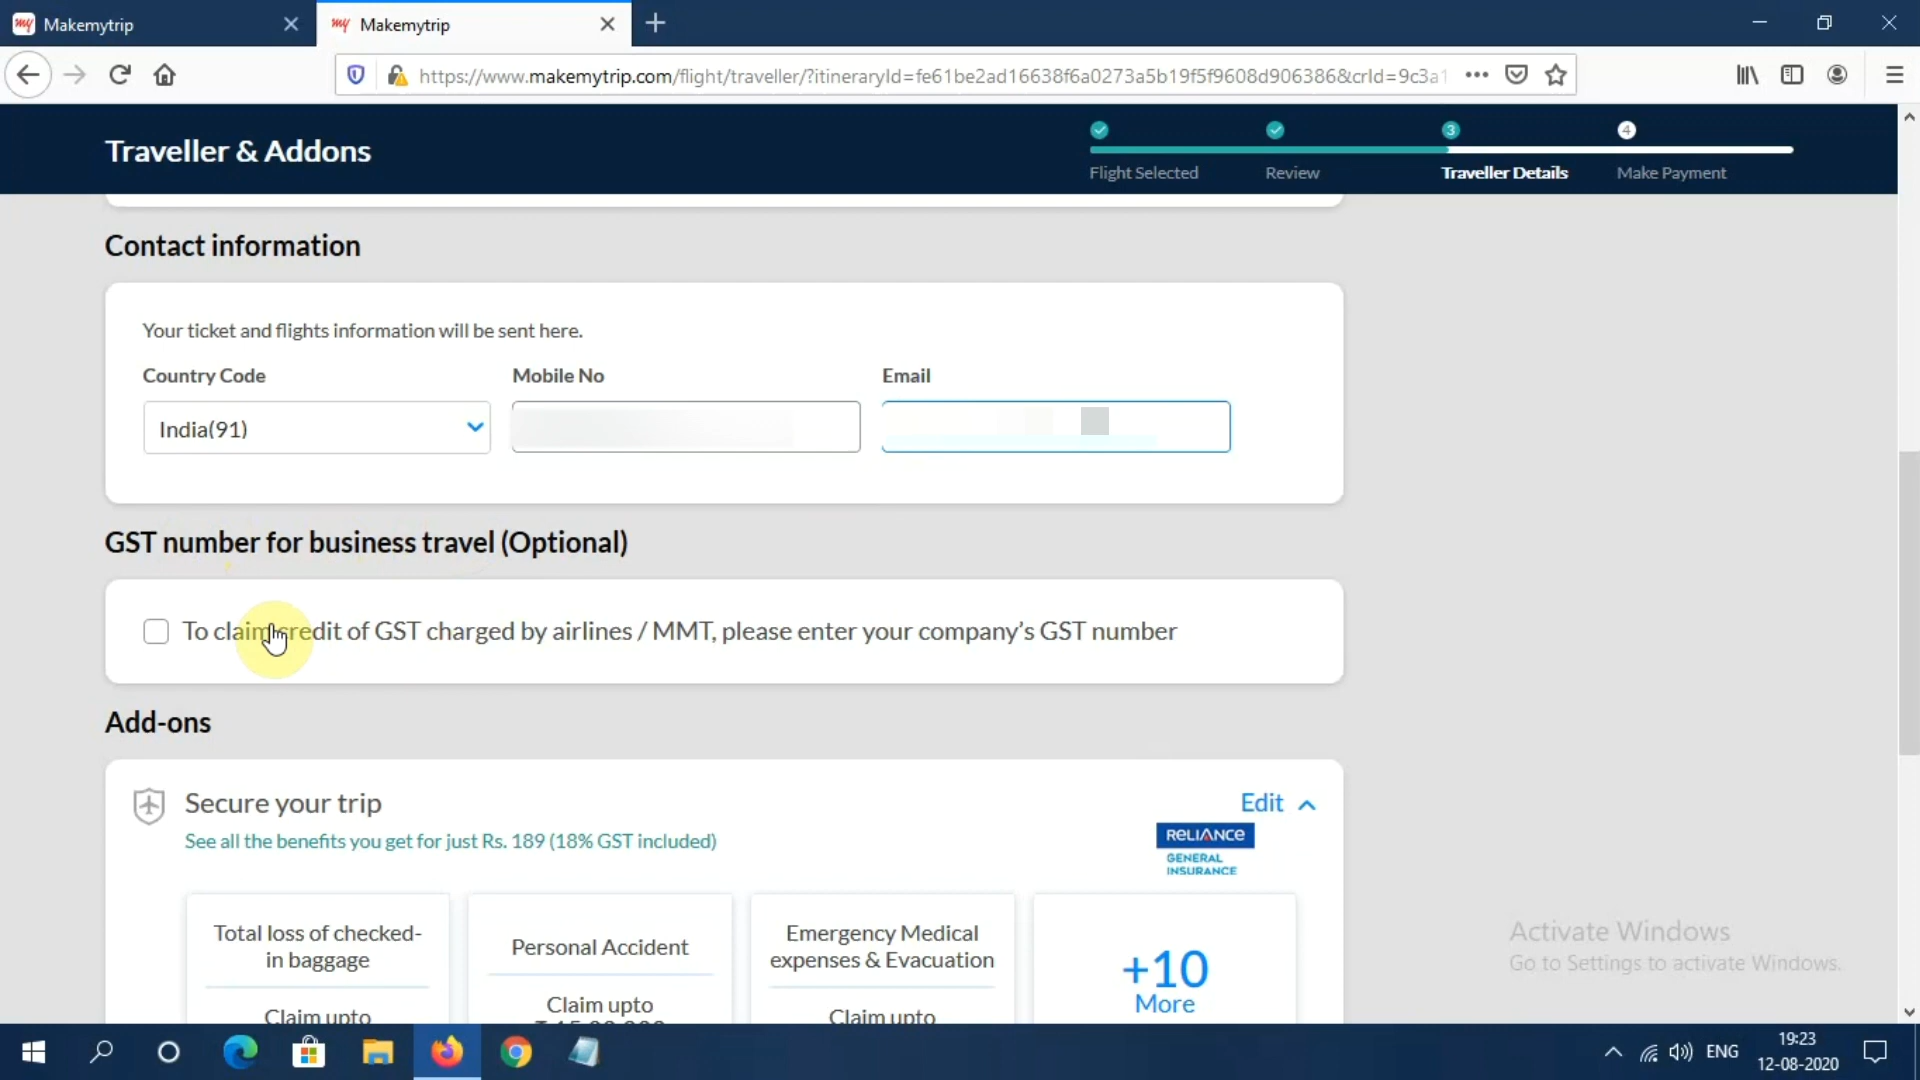 Makemytrip
Makemytrip
https://www.makemytrip.com/flight/traveller/?itineraryId=fe61be2ad16638f6a0273a5b19f5f9608d906386&crId=9c3a1
Traveller & Addons
Flight Selected
Review
3
Traveller Details
4
Make Payment
Contact information
Your ticket and flights information will be sent here.
Country Code
Mobile No
Email
India(91)
GST number for business travel (Optional)
To claim credit of GST charged by airlines / MMT, please enter your company's GST number
Add-ons
Secure your trip
See all the benefits you get for just Rs. 189 (18% GST included)
Edit
RELIANCE
GENERAL
INSURANCE
Total loss of checked-
in baggage
Claim upto
Personal Accident
Claim upto
Emergency Medical
expenses & Evacuation
Claim upto
+10
More
Activate Windows
Go to Settings to activate Windows.
ENG
19:23
12-08-2020